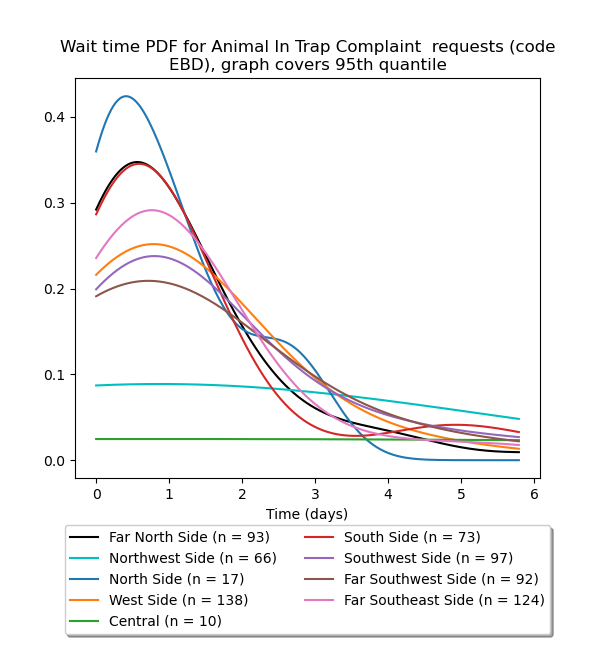 Wait time PDF for Animal In Trap Complaint  requests (code
EBD), graph covers 95th quantile
0.4
0.3
0.2
0.1
0.0
0 1 2 3 4 5 6
Time (days)
Far North Side (n = 93)
Northwest Side (n = 66)
North Side (n = 17)
West Side (n = 138)
Central (n = 10)
South Side (n = 73)
Southwest Side (n = 97)
Far Southwest Side (n = 92)
Far Southeast Side (n = 124)